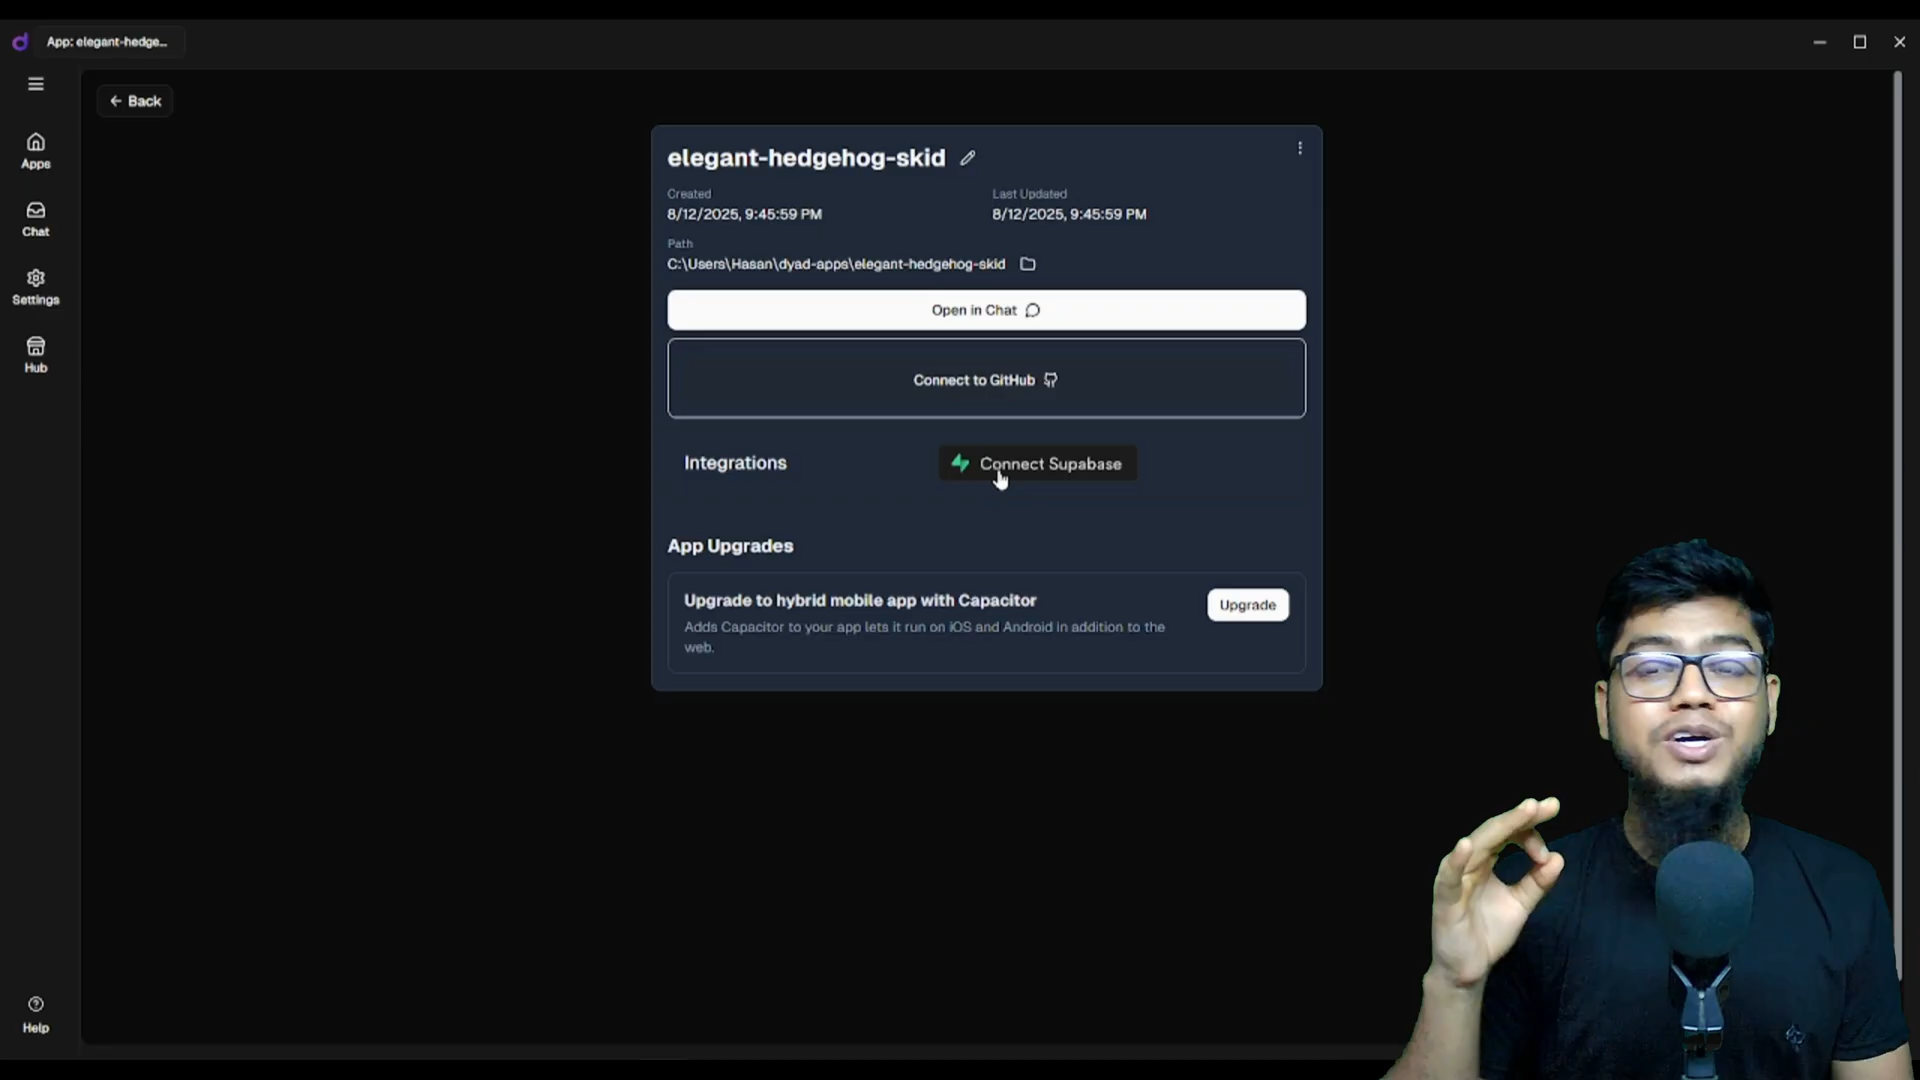 App: elegant-hedge...
Back
Apps
Chat
Settings
Hub
Help
elegant-hedgehog-skid
Created
8/12/2025, 9:45:59 PM
Last Updated
8/12/2025, 9:45:59 PM
Path
C:\Users\Hasan\dyad-apps\elegant-hedgehog-skid
Open in Chat
Connect to GitHub
Integrations
Connect Supabase
App Upgrades
Upgrade to hybrid mobile app with Capacitor
Adds Capacitor to your app lets it run on iOS and Android in addition to the
web.
Upgrade